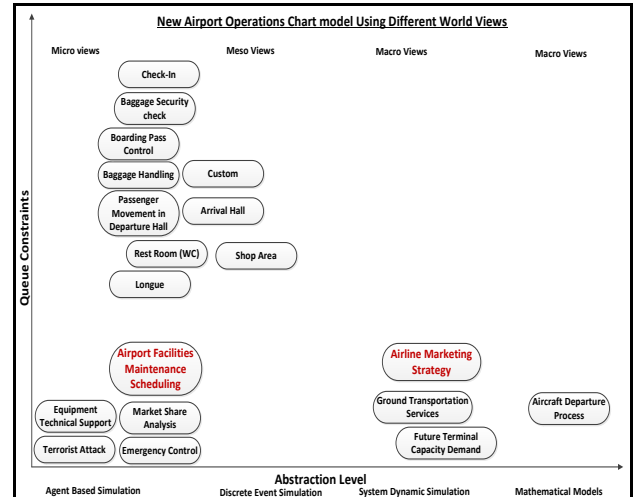 New Airport Operations Chart model Using Different World Views
Micro views
Meso Views
Macro Views
Macro Views
Check-In
Baggage Security
check
Boarding Pass
Control
Baggage Handling
Custom
Passenger
Movement in
Departure Hall
Arrival Hall
Rest Room (WC)
Shop Area
Longue
Queue Constraints
Airport Facilities
Maintenance
Scheduling
Airline Marketing
Strategy
Equipment
Technical Support
Market Share
Analysis
Ground Transportation
Services
Aircraft Departure
Process
Terrorist Attack
Emergency Control
Future Terminal
Capacity Demand
Abstraction Level
Agent Based Simulation
Discrete Event Simulation
System Dynamic Simulation
Mathematical Models